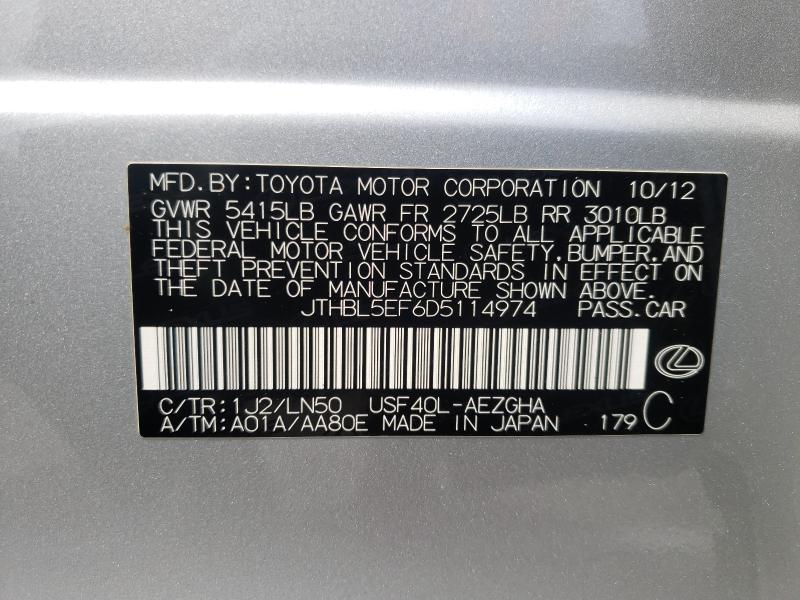 MFD.BY:TOYOTA MOTOR CORPORATION 10/12
GVWR 5415LB GAWR FR 2725LB RR 3010LB
THIS VEHICLE CONFORMS TO ALL APPLICABLE
FEDERAL MOTOR VEHICLE SAFETY.BUMPER.AND
THEFT PREVENTION STANDARDS IN EFFECT ON
THE DATE OF MANUFACTURE SHOWN ABOVE.
JTHBL5EF6D5114974 PASS.CAR
C/TR:1J2/LN50 USF40L-AEZGHA
A/TM:A01A/AA80E MADE IN JAPAN 179 C